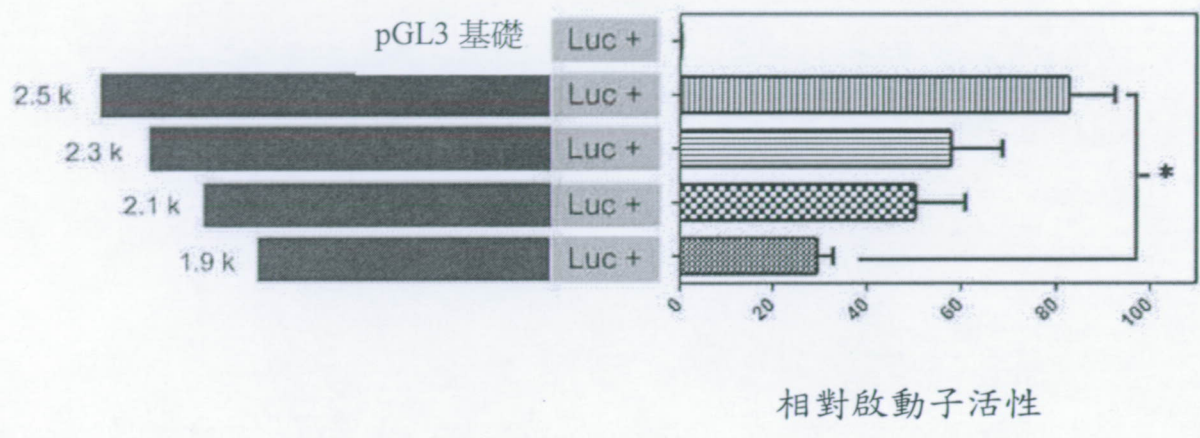 pGL3 基礎 Luc +
2.5 k Luc +
2.3 k Luc +
2.1 k Luc +
1.9 k Luc +
*
0 20 40 60 80 100
相對啟動子活性